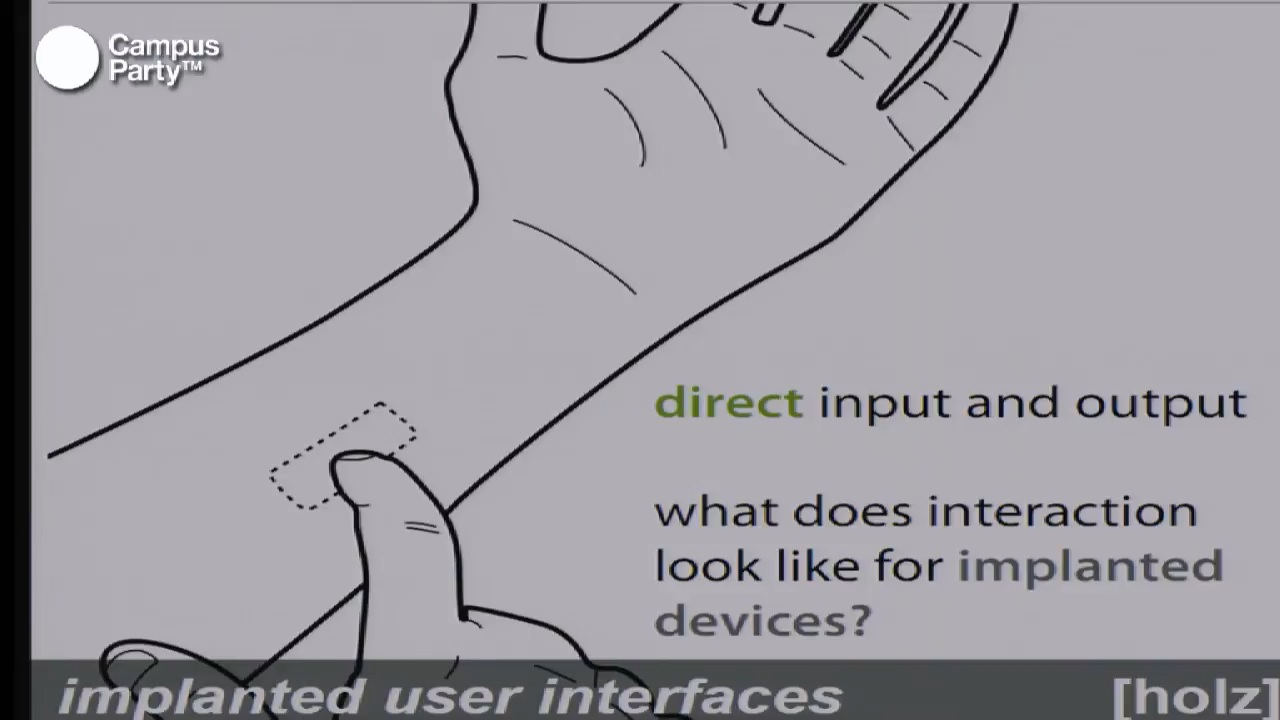 Campus
Party™
direct input and output
what does interaction
look like for implanted
devices?
implanted user interfaces
[holz]